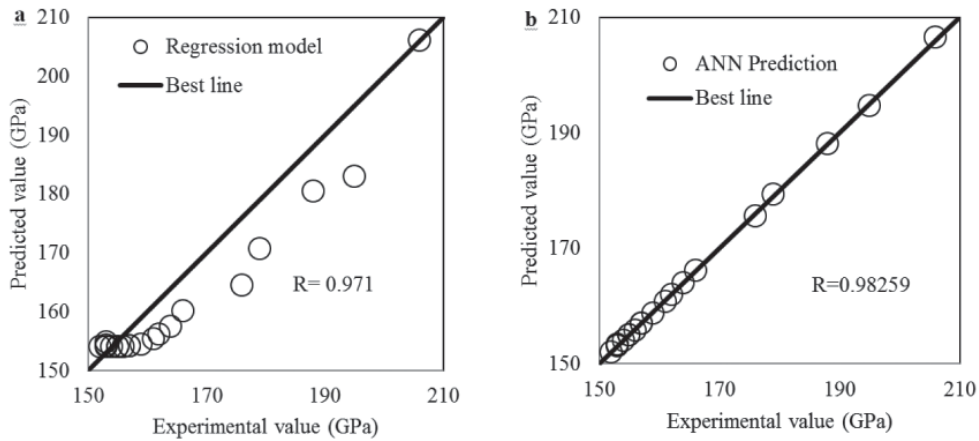 a
210
200
190
180
170
160
150
150
170
190
210
Predicted value (GPa)
Experimental value (GPa)
Regression model
Best line
R= 0.971
b
210
190
170
150
150
170
190
210
Predicted value (GPa)
Experimental value (GPa)
ANN Prediction
Best line
R=0.98259